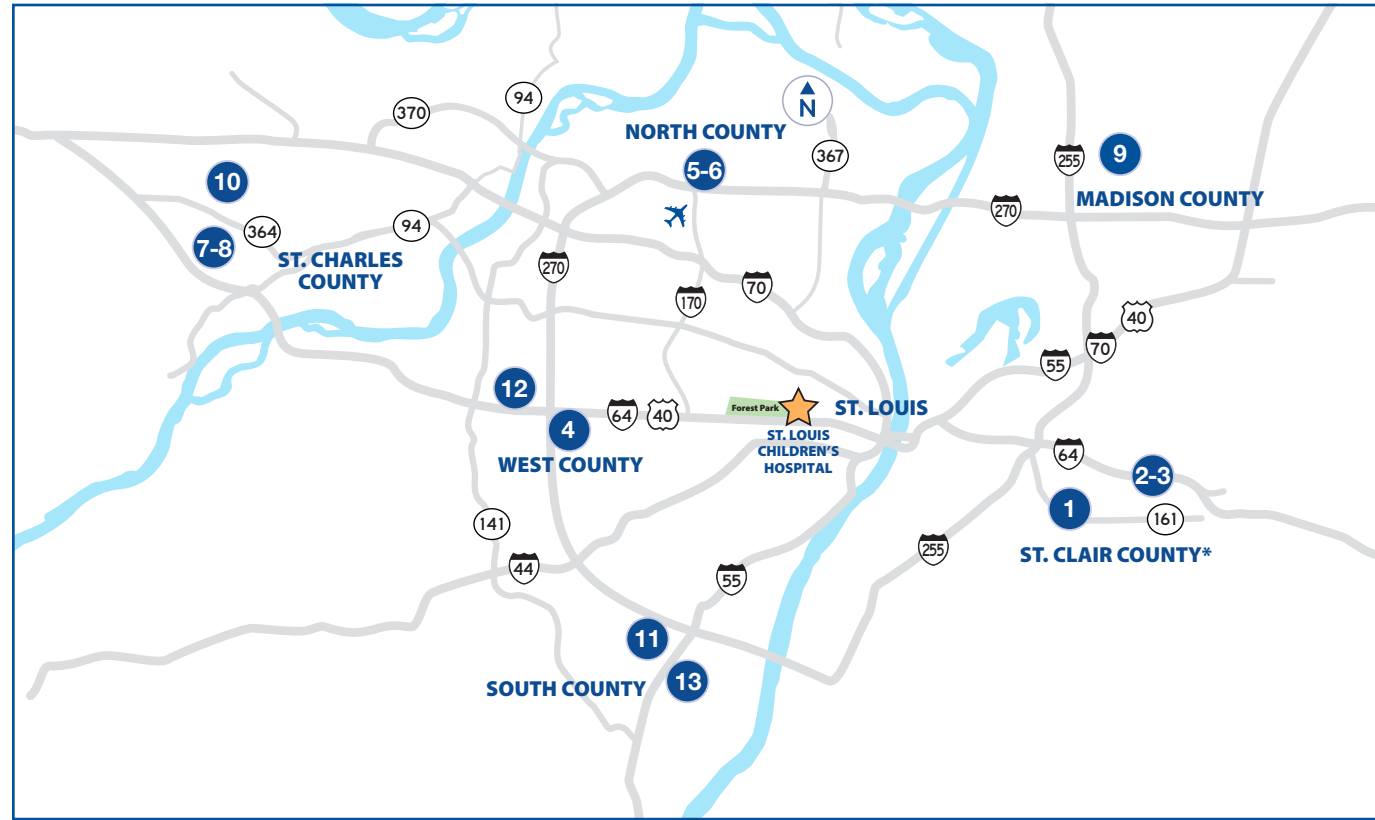 94
370
N
NORTH COUNTY
367
5-6
255
9
10
MADISON COUNTY
270
364
94
7-8
ST. CHARLES
COUNTY
270
170
70
40
70
55
12
64
40
Forest Park
ST. LOUIS
4
ST. LOUIS
CHILDREN'S
HOSPITAL
WEST COUNTY
64
2-3
1
161
141
ST. CLAIR COUNTY*
255
44
55
11
13
SOUTH COUNTY